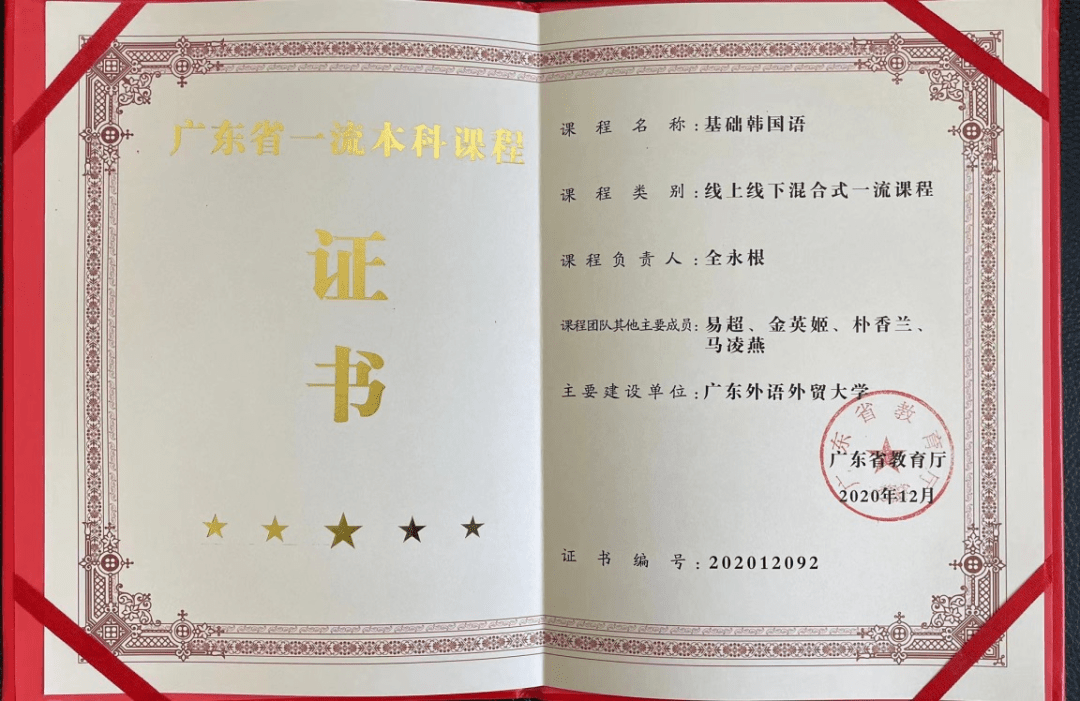 广东省一流本科课程
证
书
课程名称:基础韩国语
课程类别:线上线下混合式一流课程
课程负责人:全永根
课程团队其他主要成员:易超、金英姬、朴香兰、
马凌燕
主要建设单位:广东外语外贸大学
广东省教育厅
广东省教育厅
2020年12月
证书编号:202012092